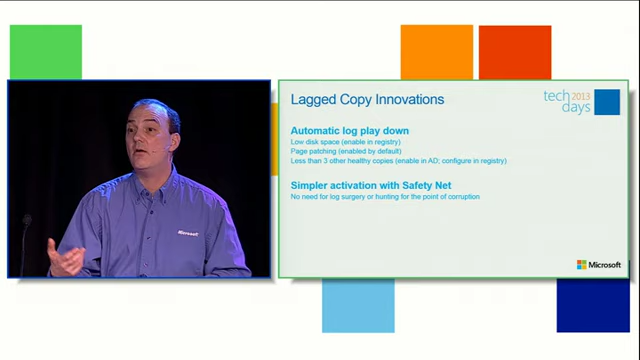 Lagged Copy Innovations
tech 2013
days
Automatic log play down
Low disk space (enable in registry)
Page patching (enabled by default)
Less than 3 other healthy copies (enable in AD; configure in registry)
Simpler activation with Safety Net
No need for log surgery or hunting for the point of corruption
Microsoft
Microsoft